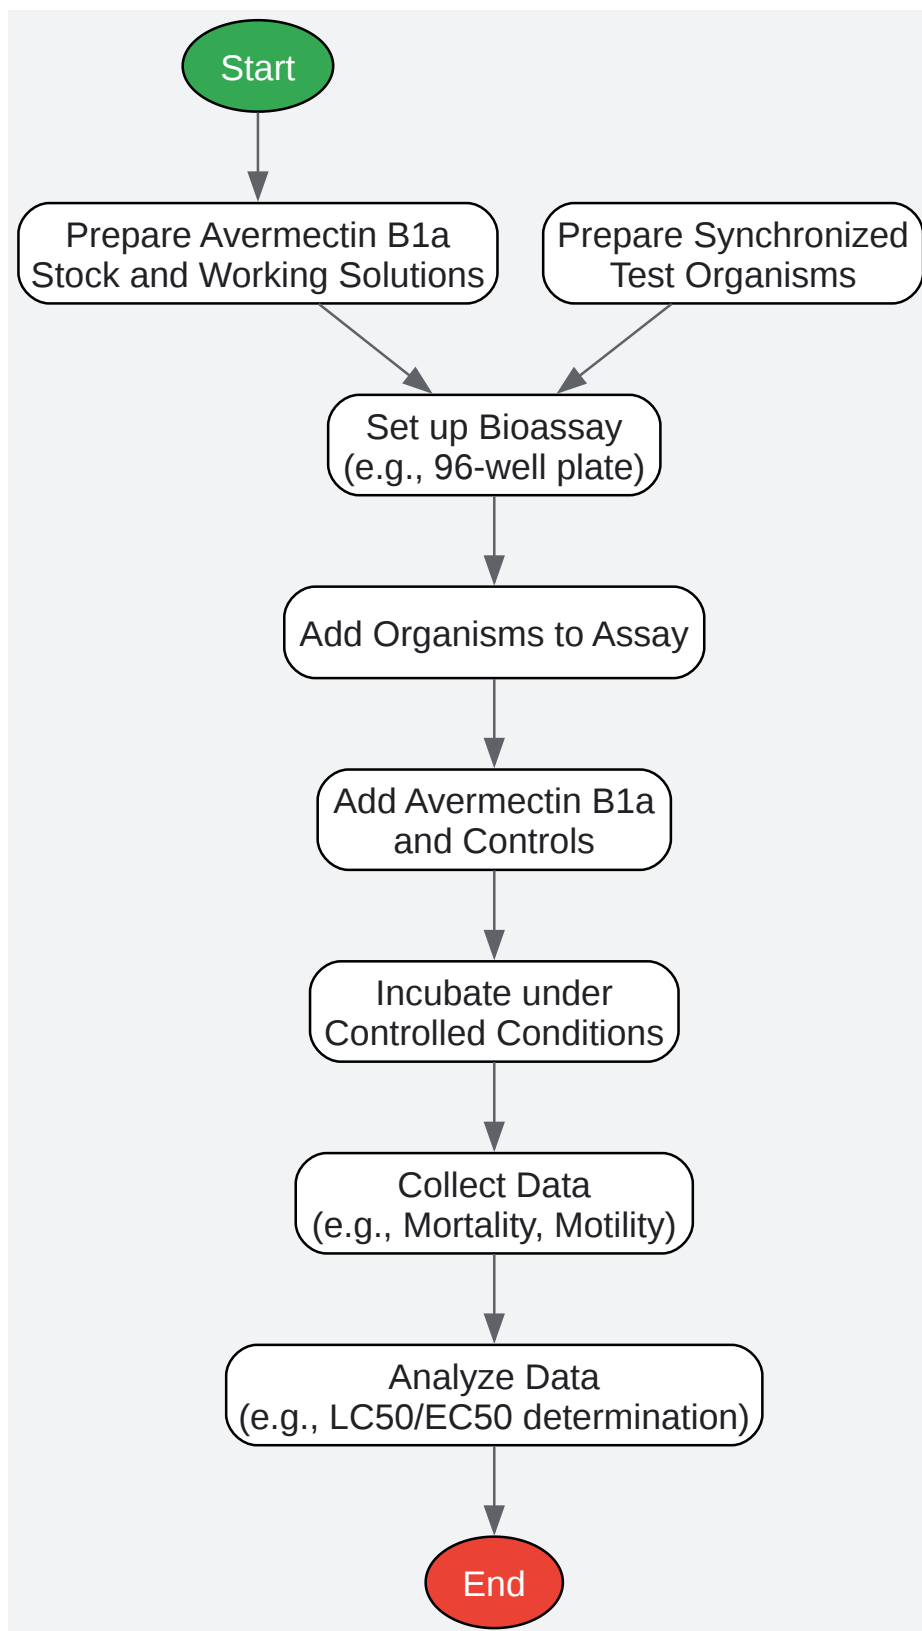 Start
Prepare Avermectin B1a
Stock and Working Solutions
Prepare Synchronized
Test Organisms
Set up Bioassay
(e.g., 96-well plate)
Add Organisms to Assay
Add Avermectin B1a
and Controls
Incubate under
Controlled Conditions
Collect Data
(e.g., Mortality, Motility)
Analyze Data
(e.g., LC50/EC50 determination)
End